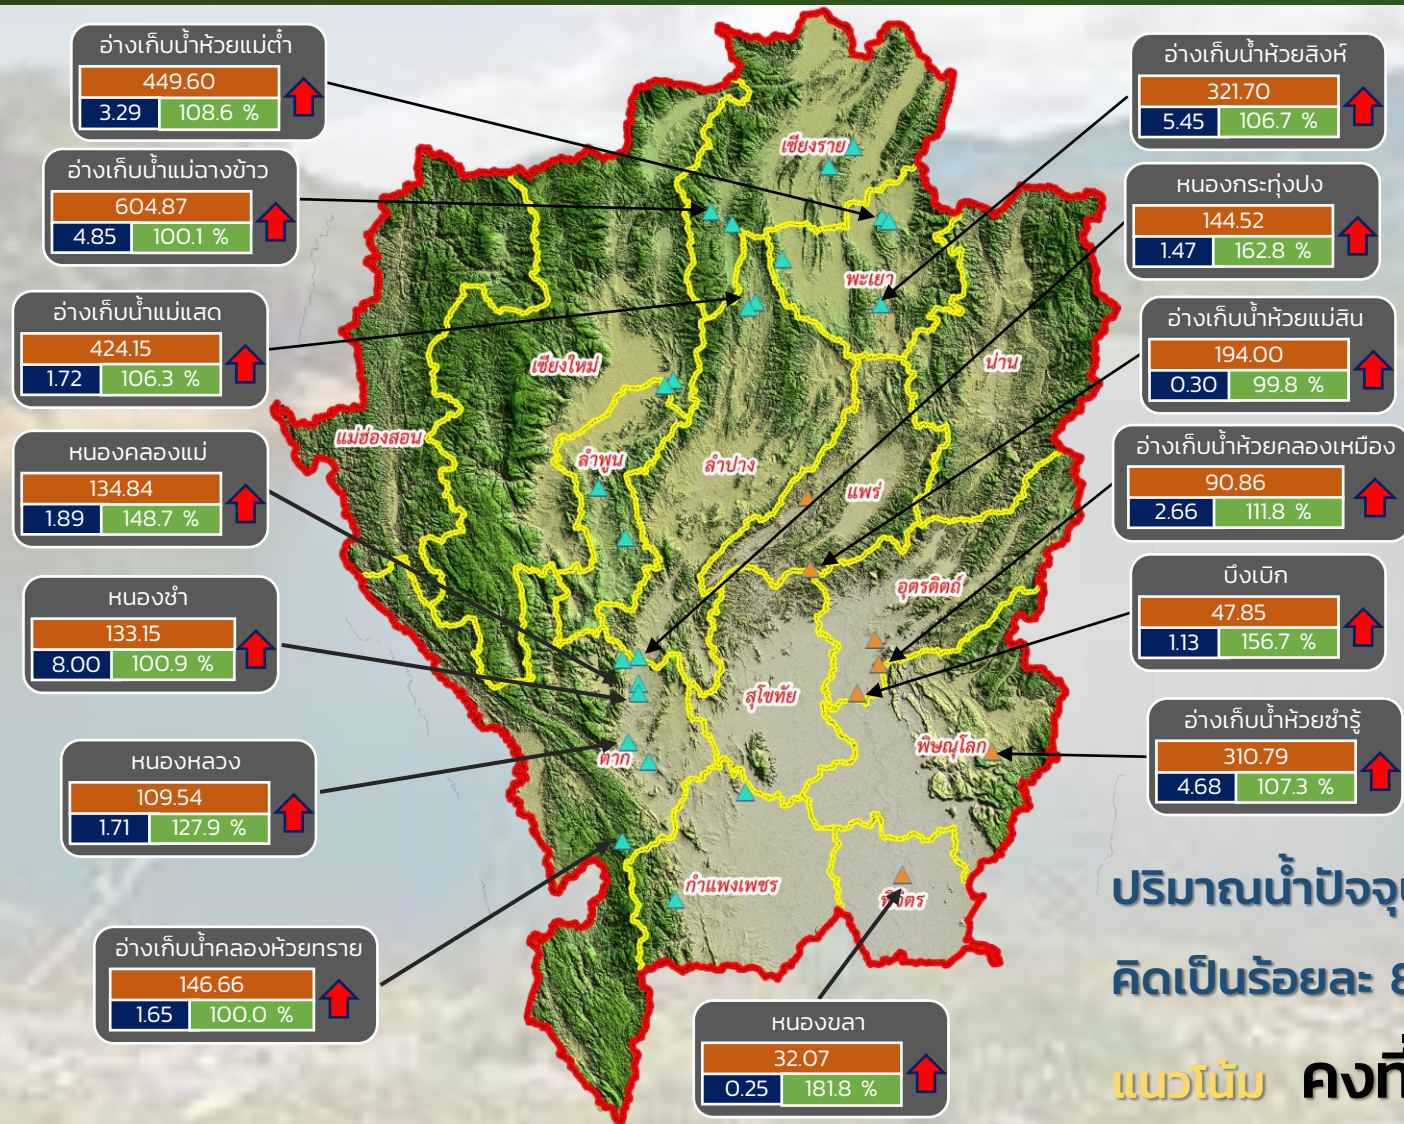 อ่างเก็บน้ำห้วยแม่ต๋ำ
449.60
3.29 108.6 %
อ่างเก็บน้ำแม่ฉางข้าว
604.87
4.85 100.1 %
อ่างเก็บน้ำแม่แสด
424.15
1.72 106.3 %
หนองคลองแม่
134.84
1.89 148.7 %
หนองซำ
133.15
8.00 100.9 %
หนองหลวง
109.54
1.71 127.9 %
อ่างเก็บน้ำคลองห้วยทราย
146.66
1.65 100.0 %
หนองขลา
32.07
0.25 181.8 %
อ่างเก็บน้ำห้วยสิงห์
321.70
5.45 106.7 %
หนองกระทุ่งปง
144.52
1.47 162.8 %
อ่างเก็บน้ำห้วยแม่สิน
194.00
0.30 99.8 %
อ่างเก็บน้ำห้วยคลองเหมือง
90.86
2.66 111.8 %
บึงเบิก
47.85
1.13 156.7 %
อ่างเก็บน้ำห้วยซำรู้
310.79
4.68 107.3 %
เชียงราย
พะเยา
น่าน
เชียงใหม่
แม่ฮ่องสอน
ลำพูน
ลำปาง
แพร่
อุตรดิตถ์
สุโขทัย
ตาก
พิษณุโลก
กำแพงเพชร
พิจิตร
ปริมาณน้ำปัจจุ
คิดเป็นร้อยละ 8
แนวโน้ม คงที่